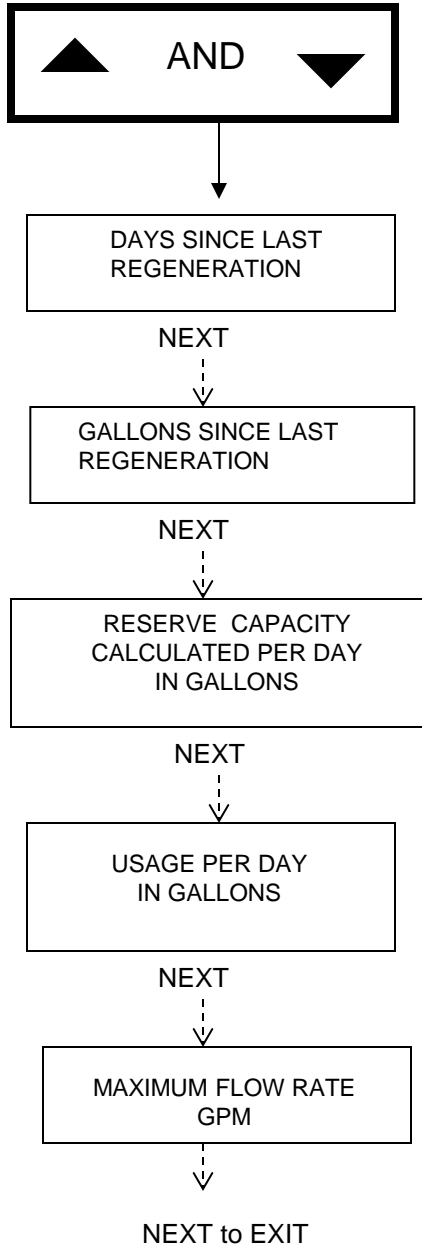 AND
DAYS SINCE LAST
REGENERATION
NEXT
GALLONS SINCE LAST
REGENERATION
NEXT
RESERVE CAPACITY
CALCULATED PER DAY
IN GALLONS
NEXT
USAGE PER DAY
IN GALLONS
NEXT
MAXIMUM FLOW RATE
GPM
NEXT to EXIT